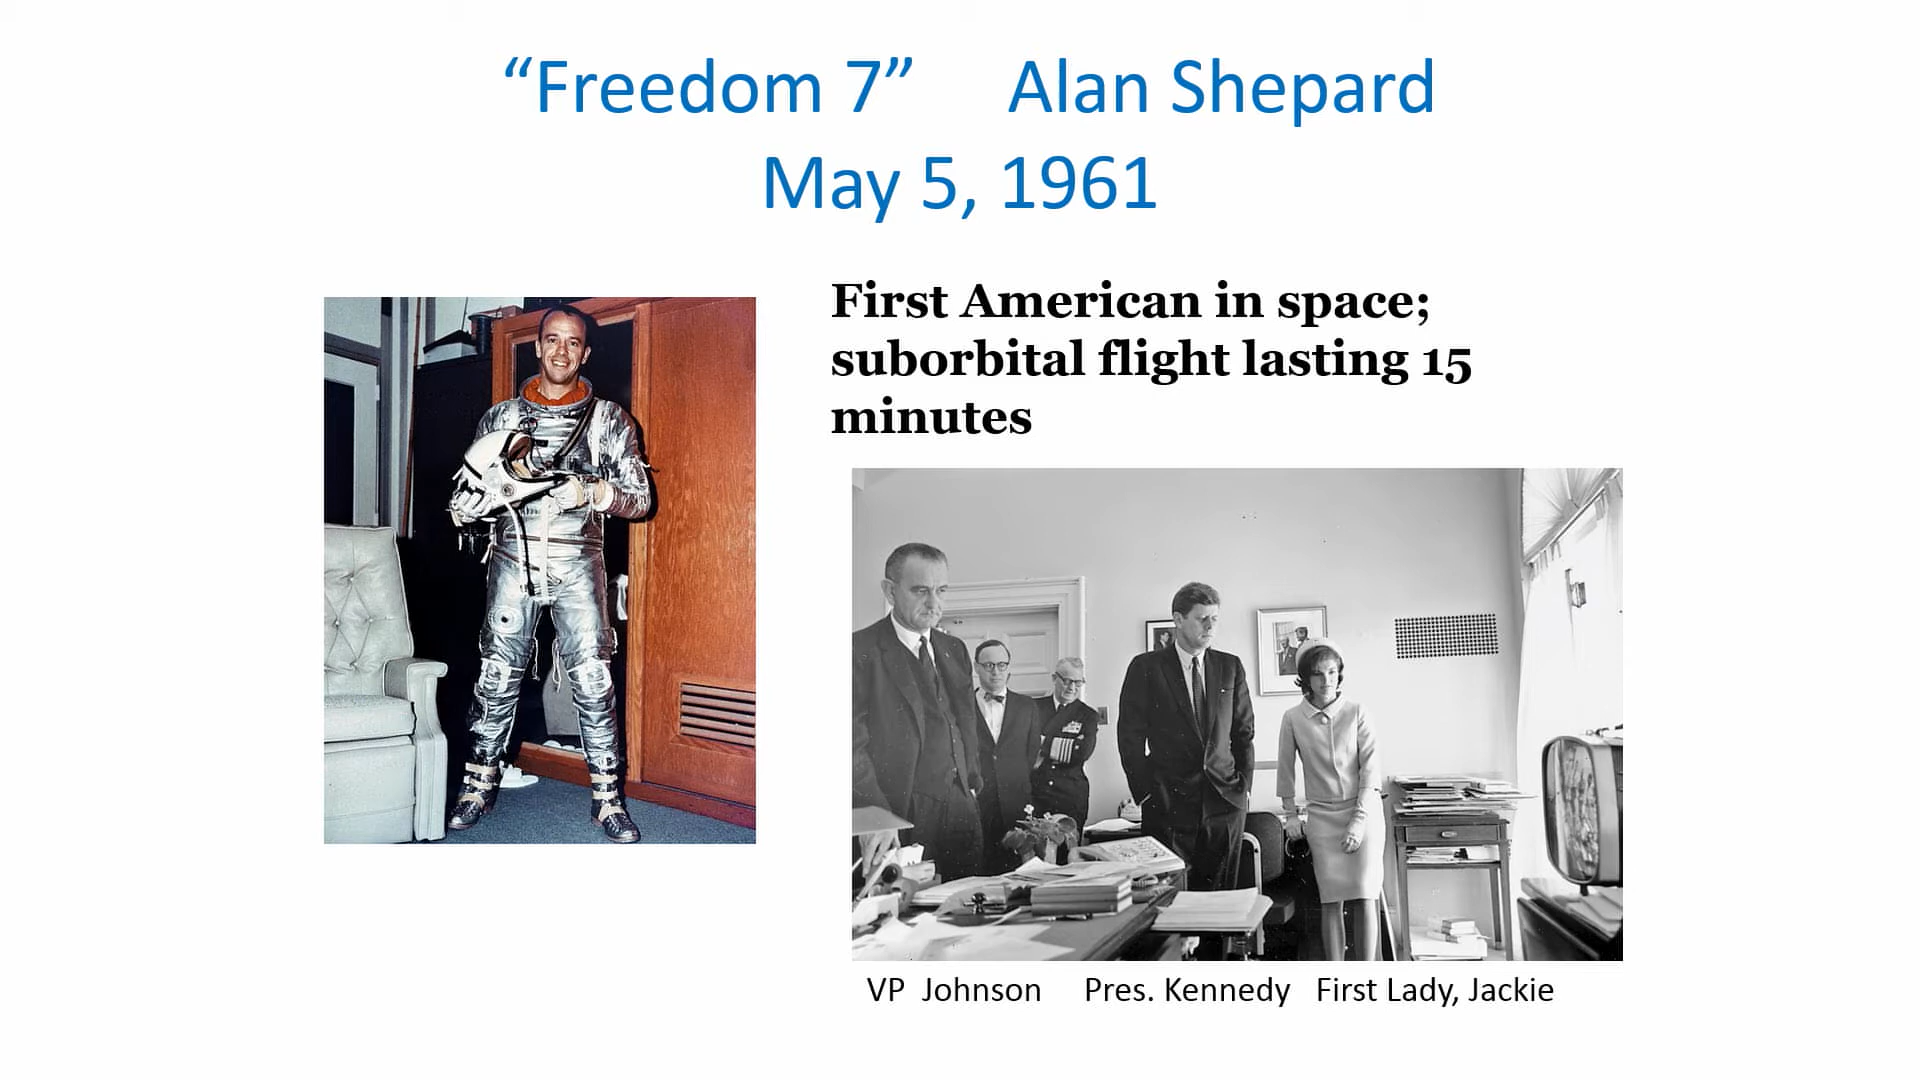 “Freedom 7” Alan Shepard
May 5, 1961
First American in space;
suborbital flight lasting 15
minutes
VP Johnson Pres. Kennedy First Lady, Jackie